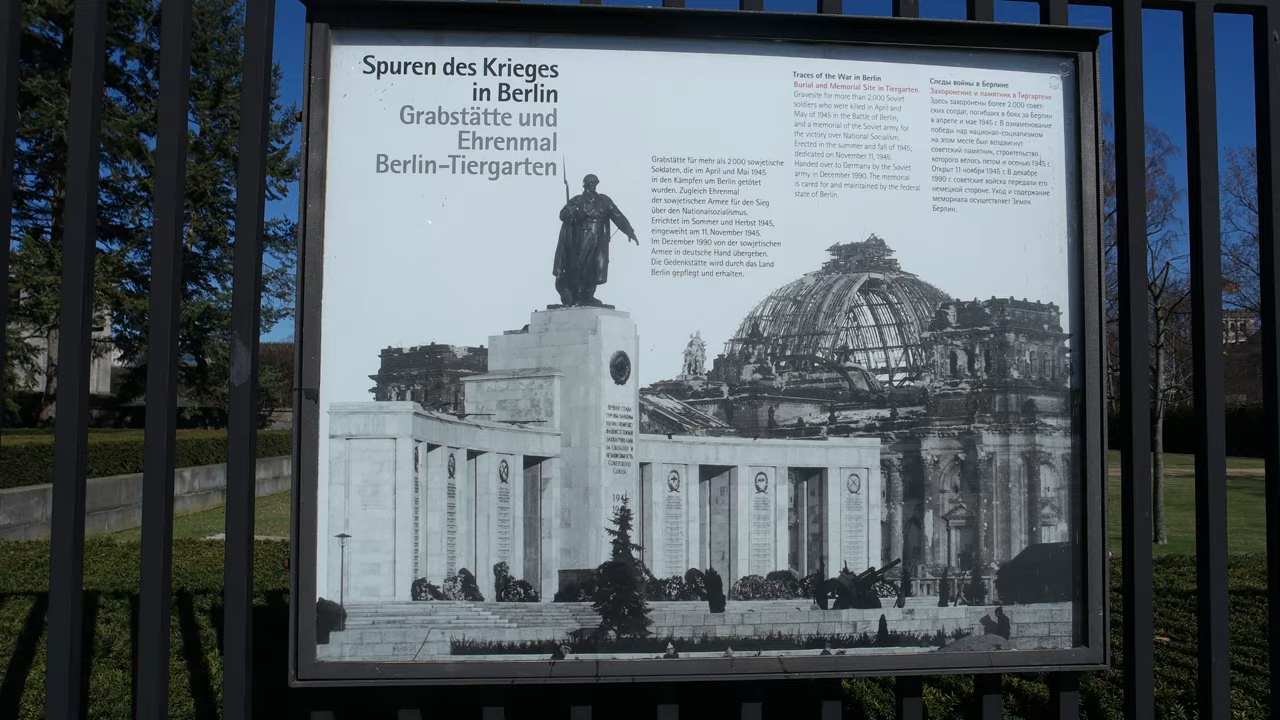 Spuren des Krieges
in Berlin
Grabstätte und
Ehrenmal
Berlin-Tiergarten
Grabstätte für mehr als 2000 sowjetische
Soldaten, die im April und Mai 1945
in den Kämpfen um Berlin getötet
wurden. Zugleich Ehrenmal
der sowjetischen Armee für den Sieg
über den Nationalsozialismus.
Errichtet im Sommer und Herbst 1945,
eingeweiht am 11. November 1945.
Im Dezember 1990 von der sowjetischen
Armee in deutsche Hand übergeben.
Die Gedenkstätte wird durch das Land
Berlin gepflegt und erhalten.
Traces of the War in Berlin
Burial and Memorial Site in Tiergarten
Gravesite for more than 2,000 Soviet
soldiers who were killed in April and
May of 1945 in the Battle of Berlin,
and a memorial of the Soviet army for
the victory over National Socialism.
Erected in the summer and fall of 1945;
dedicated on November 11, 1945.
Handed over to Germany by the Soviet
army in December 1990. The memorial
is cared for and maintained by the federal
state of Berlin.
Следы войны в Берлине
Захоронение и памятник в Тиргартене
Здесь захоронены более 2.000 совет-
ских солдат, погибших в боях за Берлин
в апреле и мае 1945 г. В ознаменование
победы над национал-социализмом
на этом месте был воздвигнут
советский памятник, строительство
которого велось летом и осенью 1945 г.
Открыт 11 ноября 1945 г. В декабре
1990 г. советские войска передали его
немецкой стороне. Уход и содержание
мемориала осуществляет Земля
Берлин.